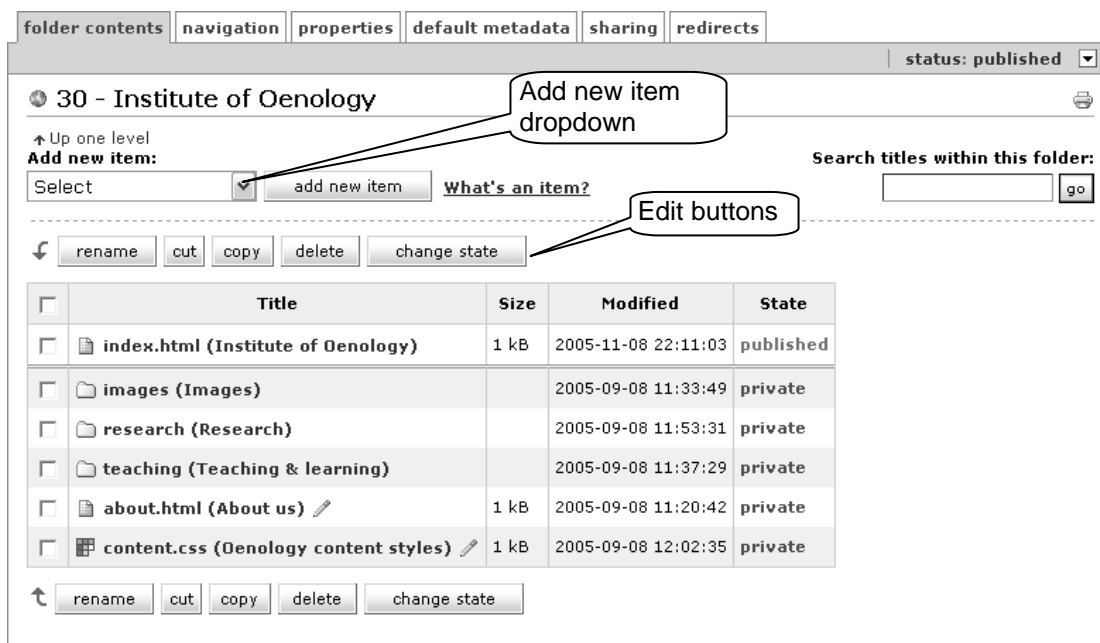 folder contents navigation properties default metadata sharing redirects
status: published
30 - Institute of Oenology
Add new item
dropdown
Up one level
Add new item:
Search titles within this folder:
Select add new item What's an item? go
Edit buttons
rename cut copy delete change state
Title Size Modified State
index.html (Institute of Oenology) 1 kB 2005-11-08 22:11:03 published
images (Images) 2005-09-08 11:33:49 private
research (Research) 2005-09-08 11:53:31 private
teaching (Teaching & learning) 2005-09-08 11:37:29 private
about.html (About us) 1 kB 2005-09-08 11:20:42 private
content.css (Oenology content styles) 1 kB 2005-09-08 12:02:35 private
rename cut copy delete change state